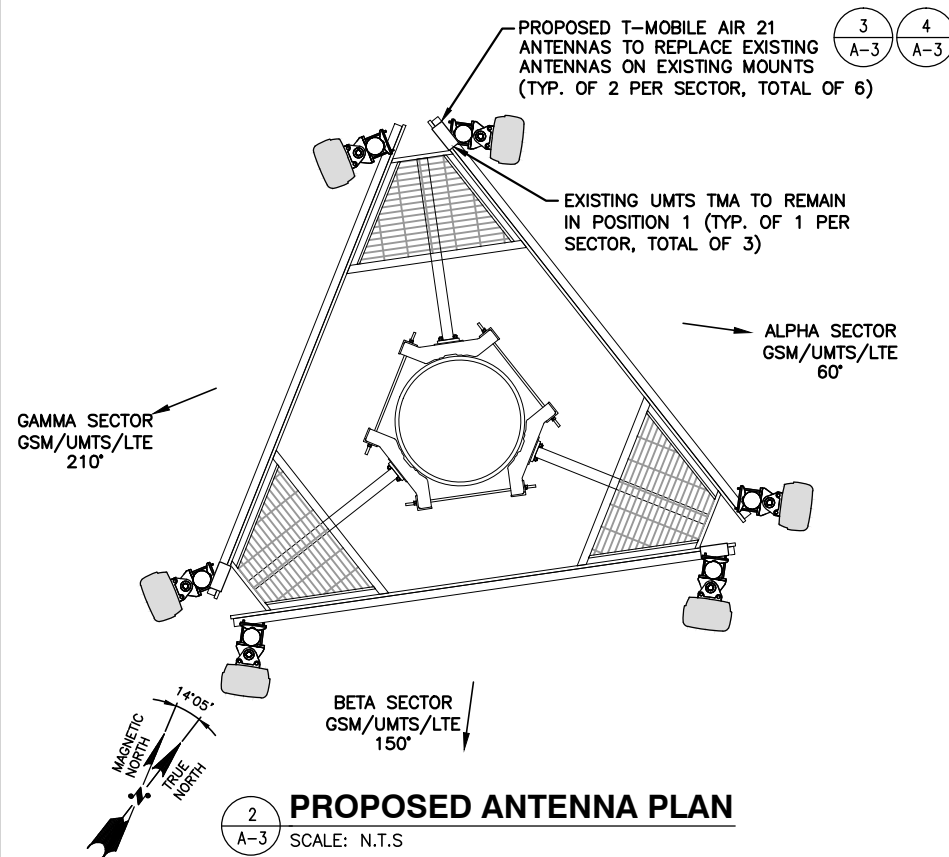 PROPOSED T-MOBILE AIR 21
ANTENNAS TO REPLACE EXISTING
ANTENNAS ON EXISTING MOUNTS
(TYP. OF 2 PER SECTOR, TOTAL OF 6)
3
A-3
4
A-3
EXISTING UMTS TMA TO REMAIN
IN POSITION 1 (TYP. OF 1 PER
SECTOR, TOTAL OF 3)
ALPHA SECTOR
GSM/UMTS/LTE
60°
GAMMA SECTOR
GSM/UMTS/LTE
210°
BETA SECTOR
GSM/UMTS/LTE
150°
14°05'
MAGNETIC
NORTH
TRUE
NORTH
N
2
A-3
PROPOSED ANTENNA PLAN
SCALE: N.T.S